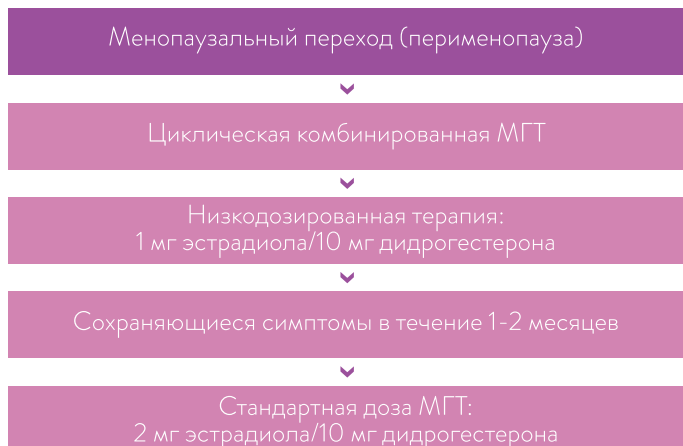 Менопаузальный переход (перименопауза)
Циклическая комбинированная МГТ
Низкодозированная терапия:
1 мг эстрадиола/10 мг дидрогестерона
Сохраняющиеся симптомы в течение 1-2 месяцев
Стандартная доза МГТ:
2 мг эстрадиола/10 мг дидрогестерона